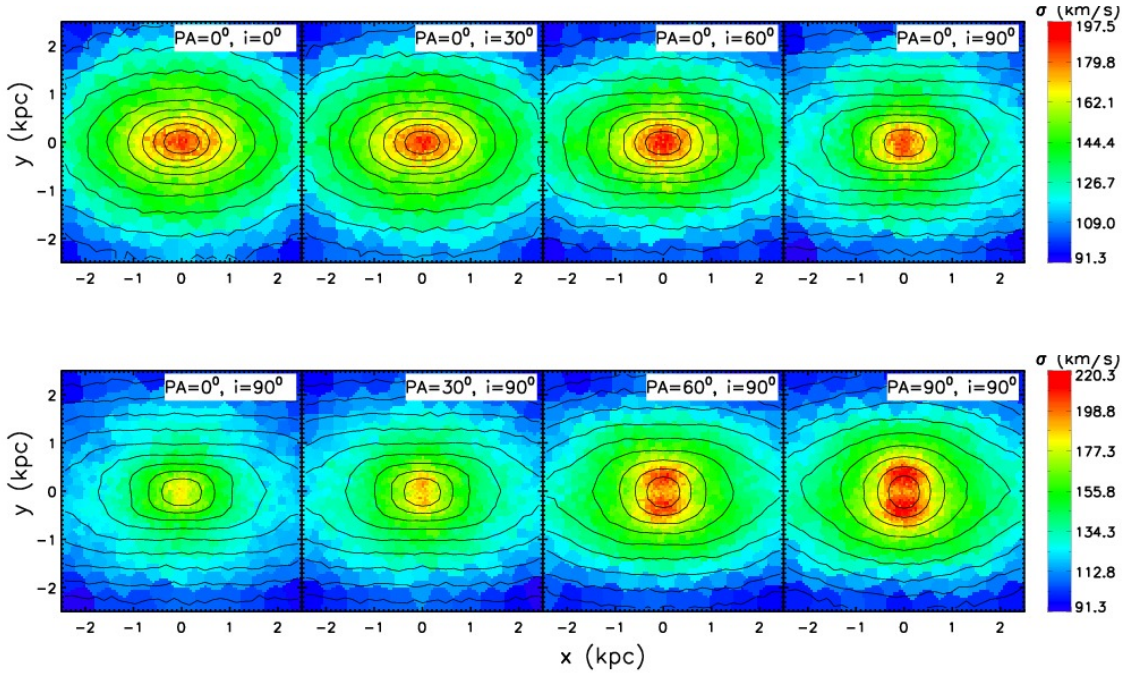 σ (km/s)
PA=0⁰, i=0⁰ PA=0⁰, i=30⁰ PA=0⁰, i=60⁰ PA=0⁰, i=90⁰
197.5
179.8
162.1
144.4
126.7
109.0
91.3
y (kpc)
2
1
0
-1
-2
-2 -1 0 1 2 -2 -1 0 1 2 -2 -1 0 1 2 -2 -1 0 1 2
σ (km/s)
PA=0⁰, i=90⁰ PA=30⁰, i=90⁰ PA=60⁰, i=90⁰ PA=90⁰, i=90⁰
220.3
198.8
177.3
155.8
134.3
112.8
91.3
y (kpc)
2
1
0
-1
-2
-2 -1 0 1 2 -2 -1 0 1 2 -2 -1 0 1 2 -2 -1 0 1 2
x (kpc)